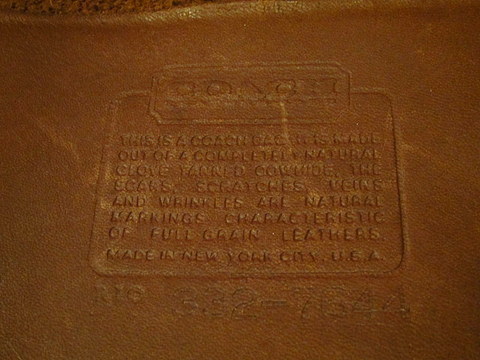 COACH
THIS IS A COACH BAG. IT IS MADE
OUT OF A COMPLETELY NATURAL
GLOVE TANNED COWHIDE. THE
SCARS, SCRATCHES, VEINS
AND WRINKLES ARE NATURAL
MARKINGS CHARACTERISTIC
OF FULL GRAIN LEATHERS.
MADE IN NEW YORK CITY, U.S.A.